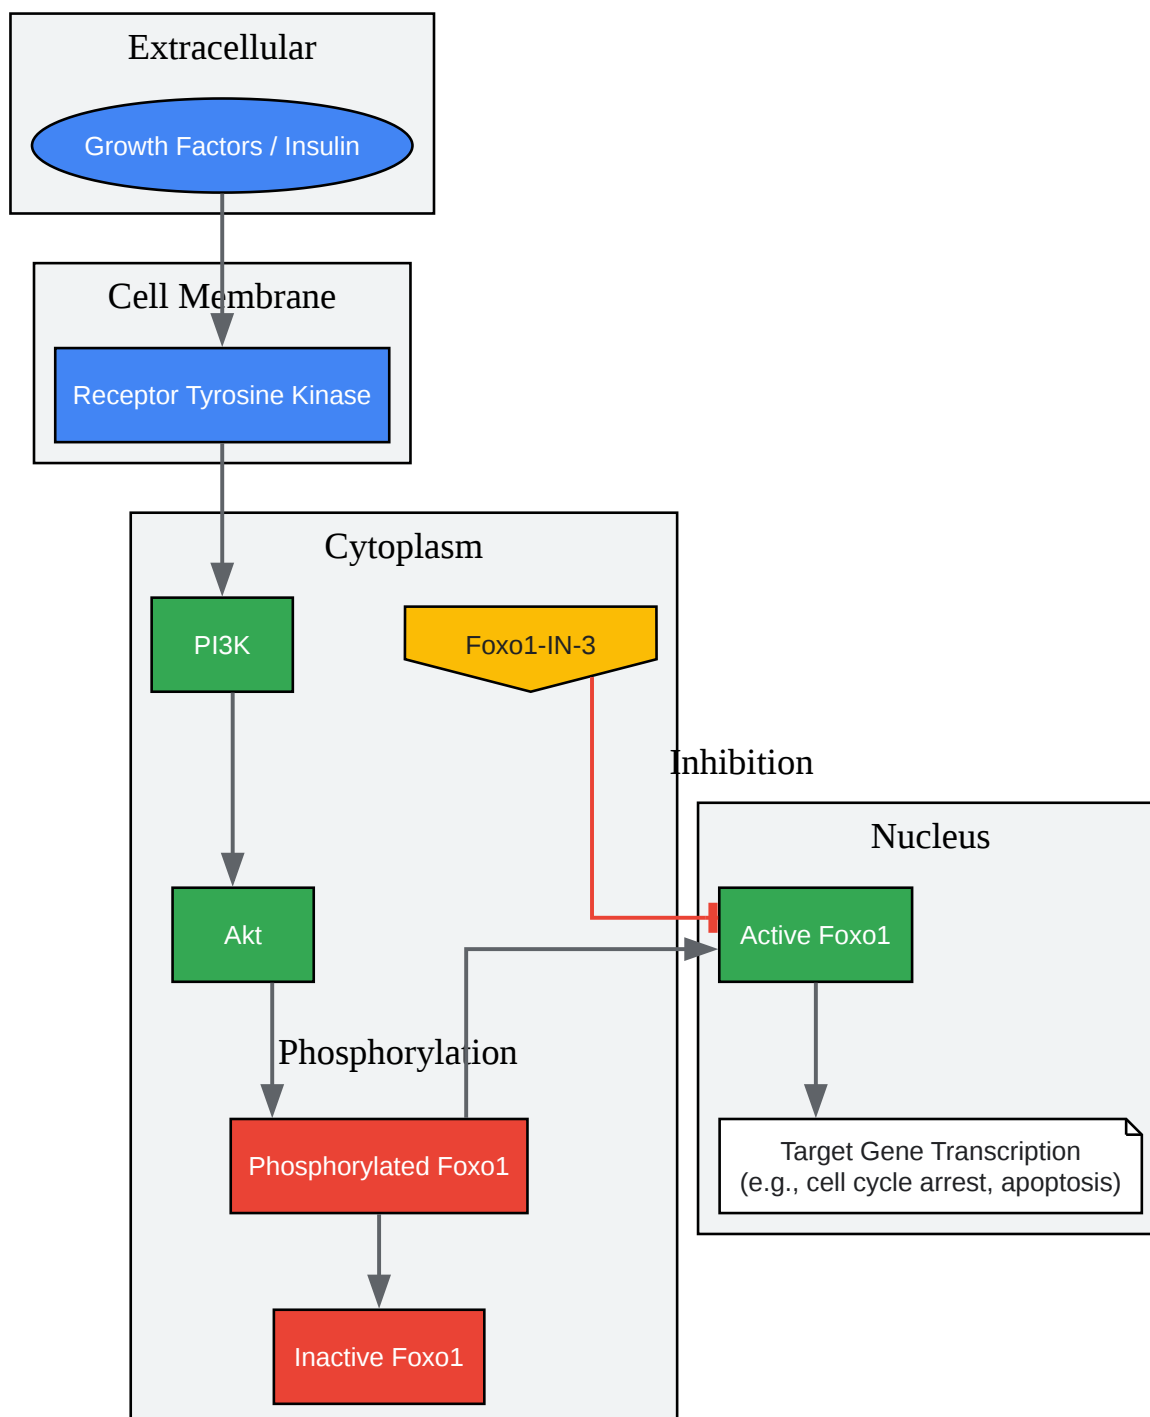 Extracellular
Growth Factors / Insulin
Cell Membrane
Receptor Tyrosine Kinase
Cytoplasm
PI3K
Foxo1-IN-3
Inhibition
Nucleus
Akt
Active Foxo1
Phosphorylation
Phosphorylated Foxo1
Target Gene Transcription
(e.g., cell cycle arrest, apoptosis)
Inactive Foxo1